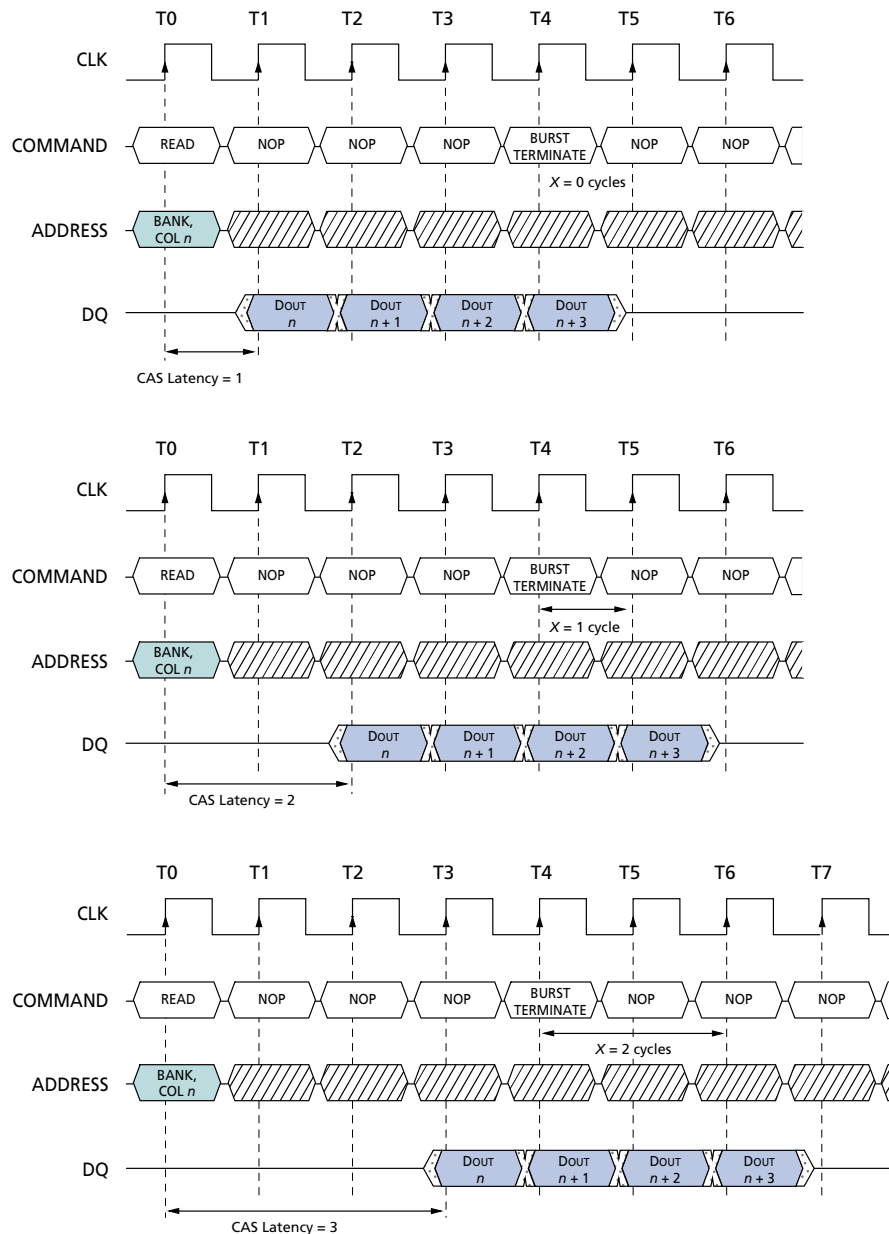 T0 T1 T2 T3 T4 T5 T6
CLK
COMMAND READ NOP NOP NOP BURST TERMINATE NOP NOP
X = 0 cycles
ADDRESS BANK, COL n
DQ DOUT n DOUT n + 1 DOUT n + 2 DOUT n + 3
CAS Latency = 1
T0 T1 T2 T3 T4 T5 T6
CLK
COMMAND READ NOP NOP NOP BURST TERMINATE NOP NOP
X = 1 cycle
ADDRESS BANK, COL n
DQ DOUT n DOUT n + 1 DOUT n + 2 DOUT n + 3
CAS Latency = 2
T0 T1 T2 T3 T4 T5 T6 T7
CLK
COMMAND READ NOP NOP NOP BURST TERMINATE NOP NOP NOP
X = 2 cycles
ADDRESS BANK, COL n
DQ DOUT n DOUT n + 1 DOUT n + 2 DOUT n + 3
CAS Latency = 3